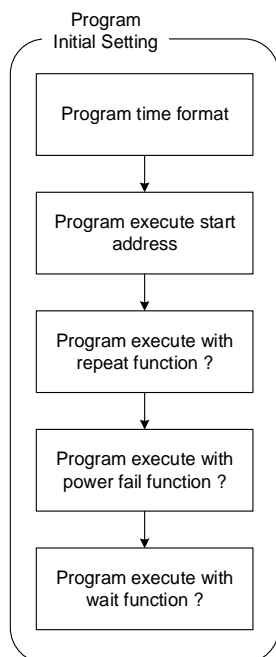 Program
Initial Setting
Program time format
Program execute start
address
Program execute with
repeat function ?
Program execute with
power fail function ?
Program execute with
wait function ?